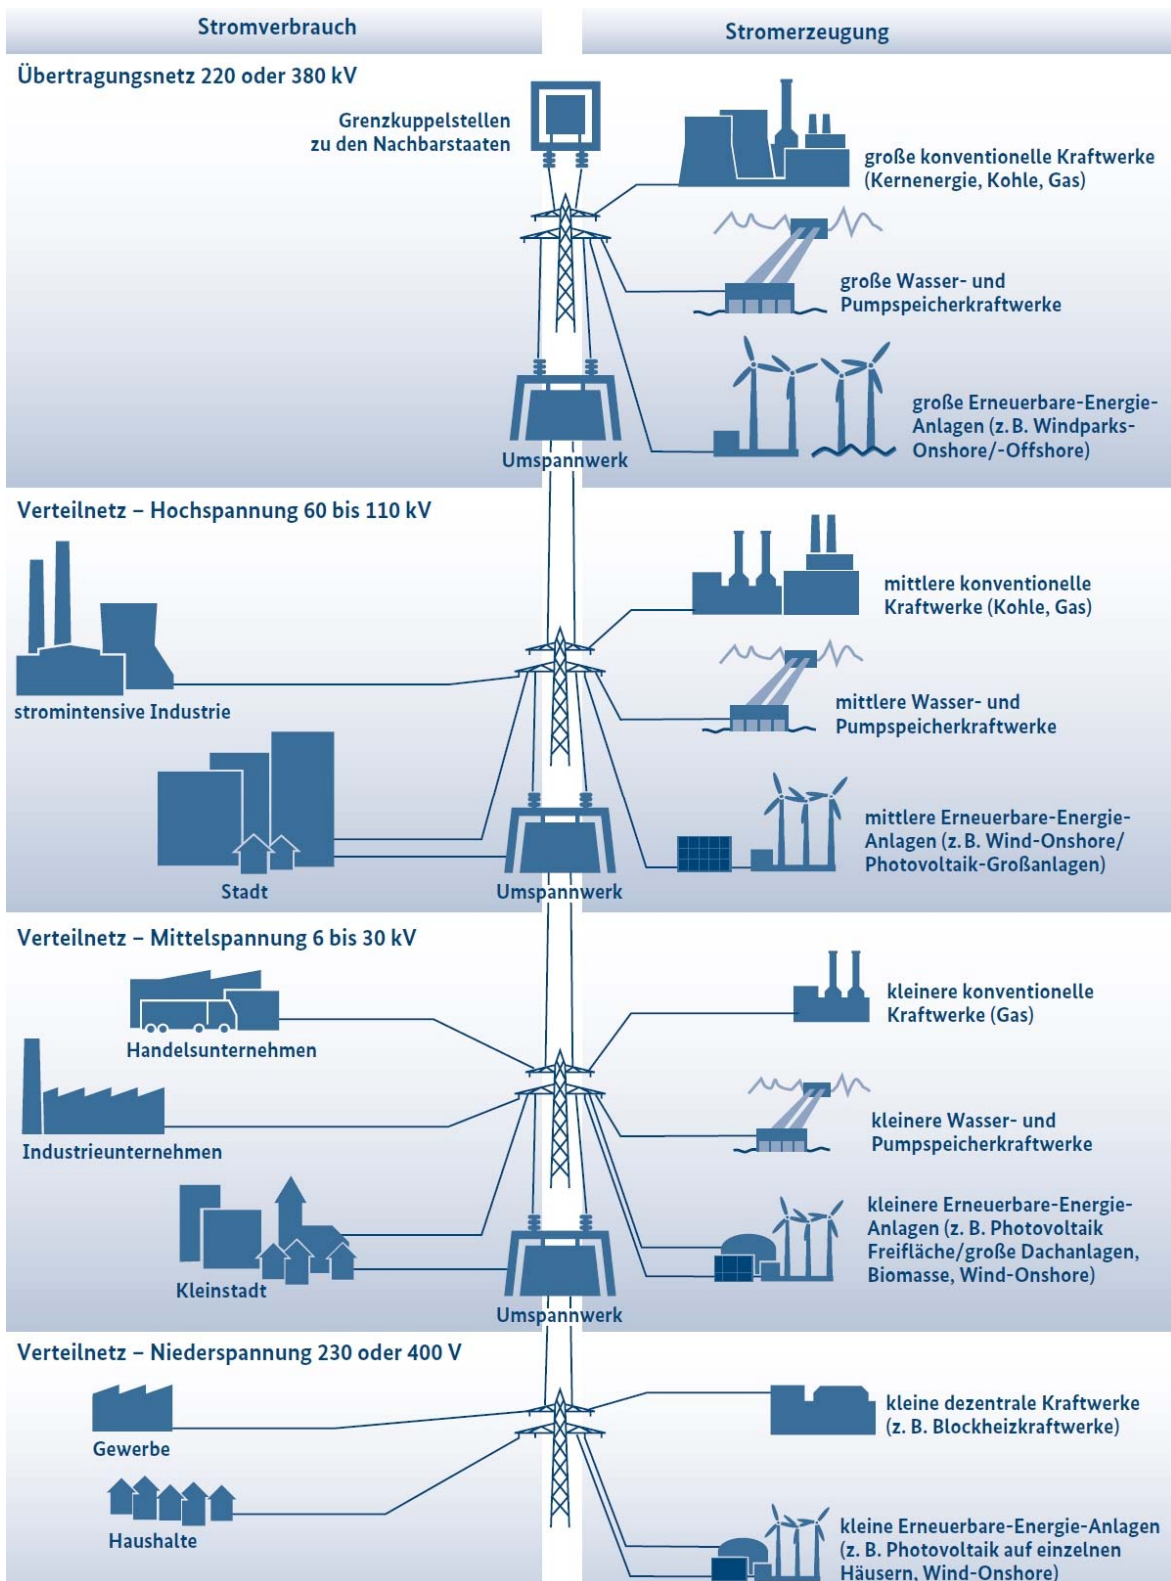 Stromverbrauch
Stromerzeugung
Übertragungsnetz 220 oder 380 kV
Grenzkuppelstellen
zu den Nachbarstaaten
große konventionelle Kraftwerke
(Kernenergie, Kohle, Gas)
große Wasser- und
Pumpspeicherkraftwerke
große Erneuerbare-Energie-
Anlagen (z. B. Windparks-
Onshore/-Offshore)
Umspannwerk
Verteilnetz – Hochspannung 60 bis 110 kV
mittlere konventionelle
Kraftwerke (Kohle, Gas)
stromintensive Industrie
mittlere Wasser- und
Pumpspeicherkraftwerke
mittlere Erneuerbare-Energie-
Anlagen (z. B. Wind-Onshore/
Photovoltaik-Großanlagen)
Stadt
Umspannwerk
Verteilnetz – Mittelspannung 6 bis 30 kV
kleinere konventionelle
Kraftwerke (Gas)
Handelsunternehmen
kleinere Wasser- und
Pumpspeicherkraftwerke
Industrieunternehmen
kleinere Erneuerbare-Energie-
Anlagen (z. B. Photovoltaik
Freifläche/große Dachanlagen,
Biomasse, Wind-Onshore)
Kleinstadt
Umspannwerk
Verteilnetz – Niederspannung 230 oder 400 V
kleine dezentrale Kraftwerke
(z. B. Blockheizkraftwerke)
Gewerbe
Haushalte
kleine Erneuerbare-Energie-Anlagen
(z. B. Photovoltaik auf einzelnen
Häusern, Wind-Onshore)